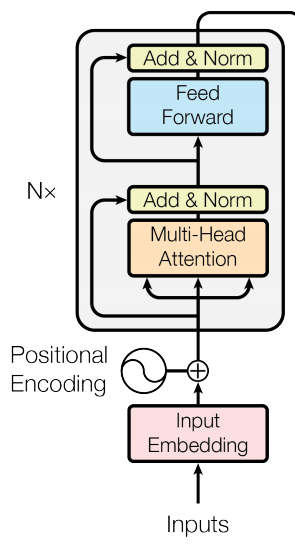 Add & Norm
Feed
Forward
N×
Add & Norm
Multi-Head
Attention
Positional
Encoding
Input
Embedding
Inputs